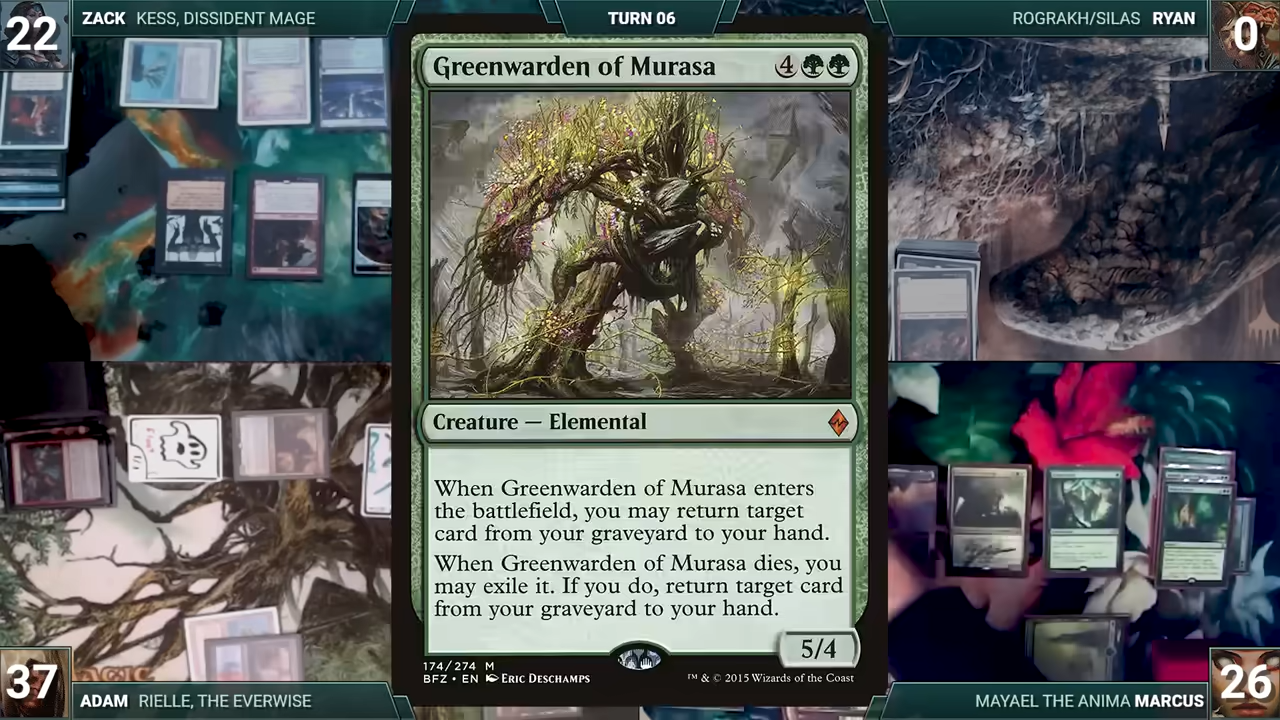 22
ZACK KESS, DISSIDENT MAGE
TURN 06
ROGRAKH/SILAS RYAN
0
Greenwarden of Murasa 4
Creature — Elemental
When Greenwarden of Murasa enters
the battlefield, you may return target
card from your graveyard to your hand.
When Greenwarden of Murasa dies, you
may exile it. If you do, return target card
from your graveyard to your hand.
5/4
174/274 M
BFZ • EN ERIC DESCHAMPS
™ & © 2015 Wizards of the Coast
37
ADAM RIELLE, THE EVERWISE
MAYAEL THE ANIMA MARCUS
26